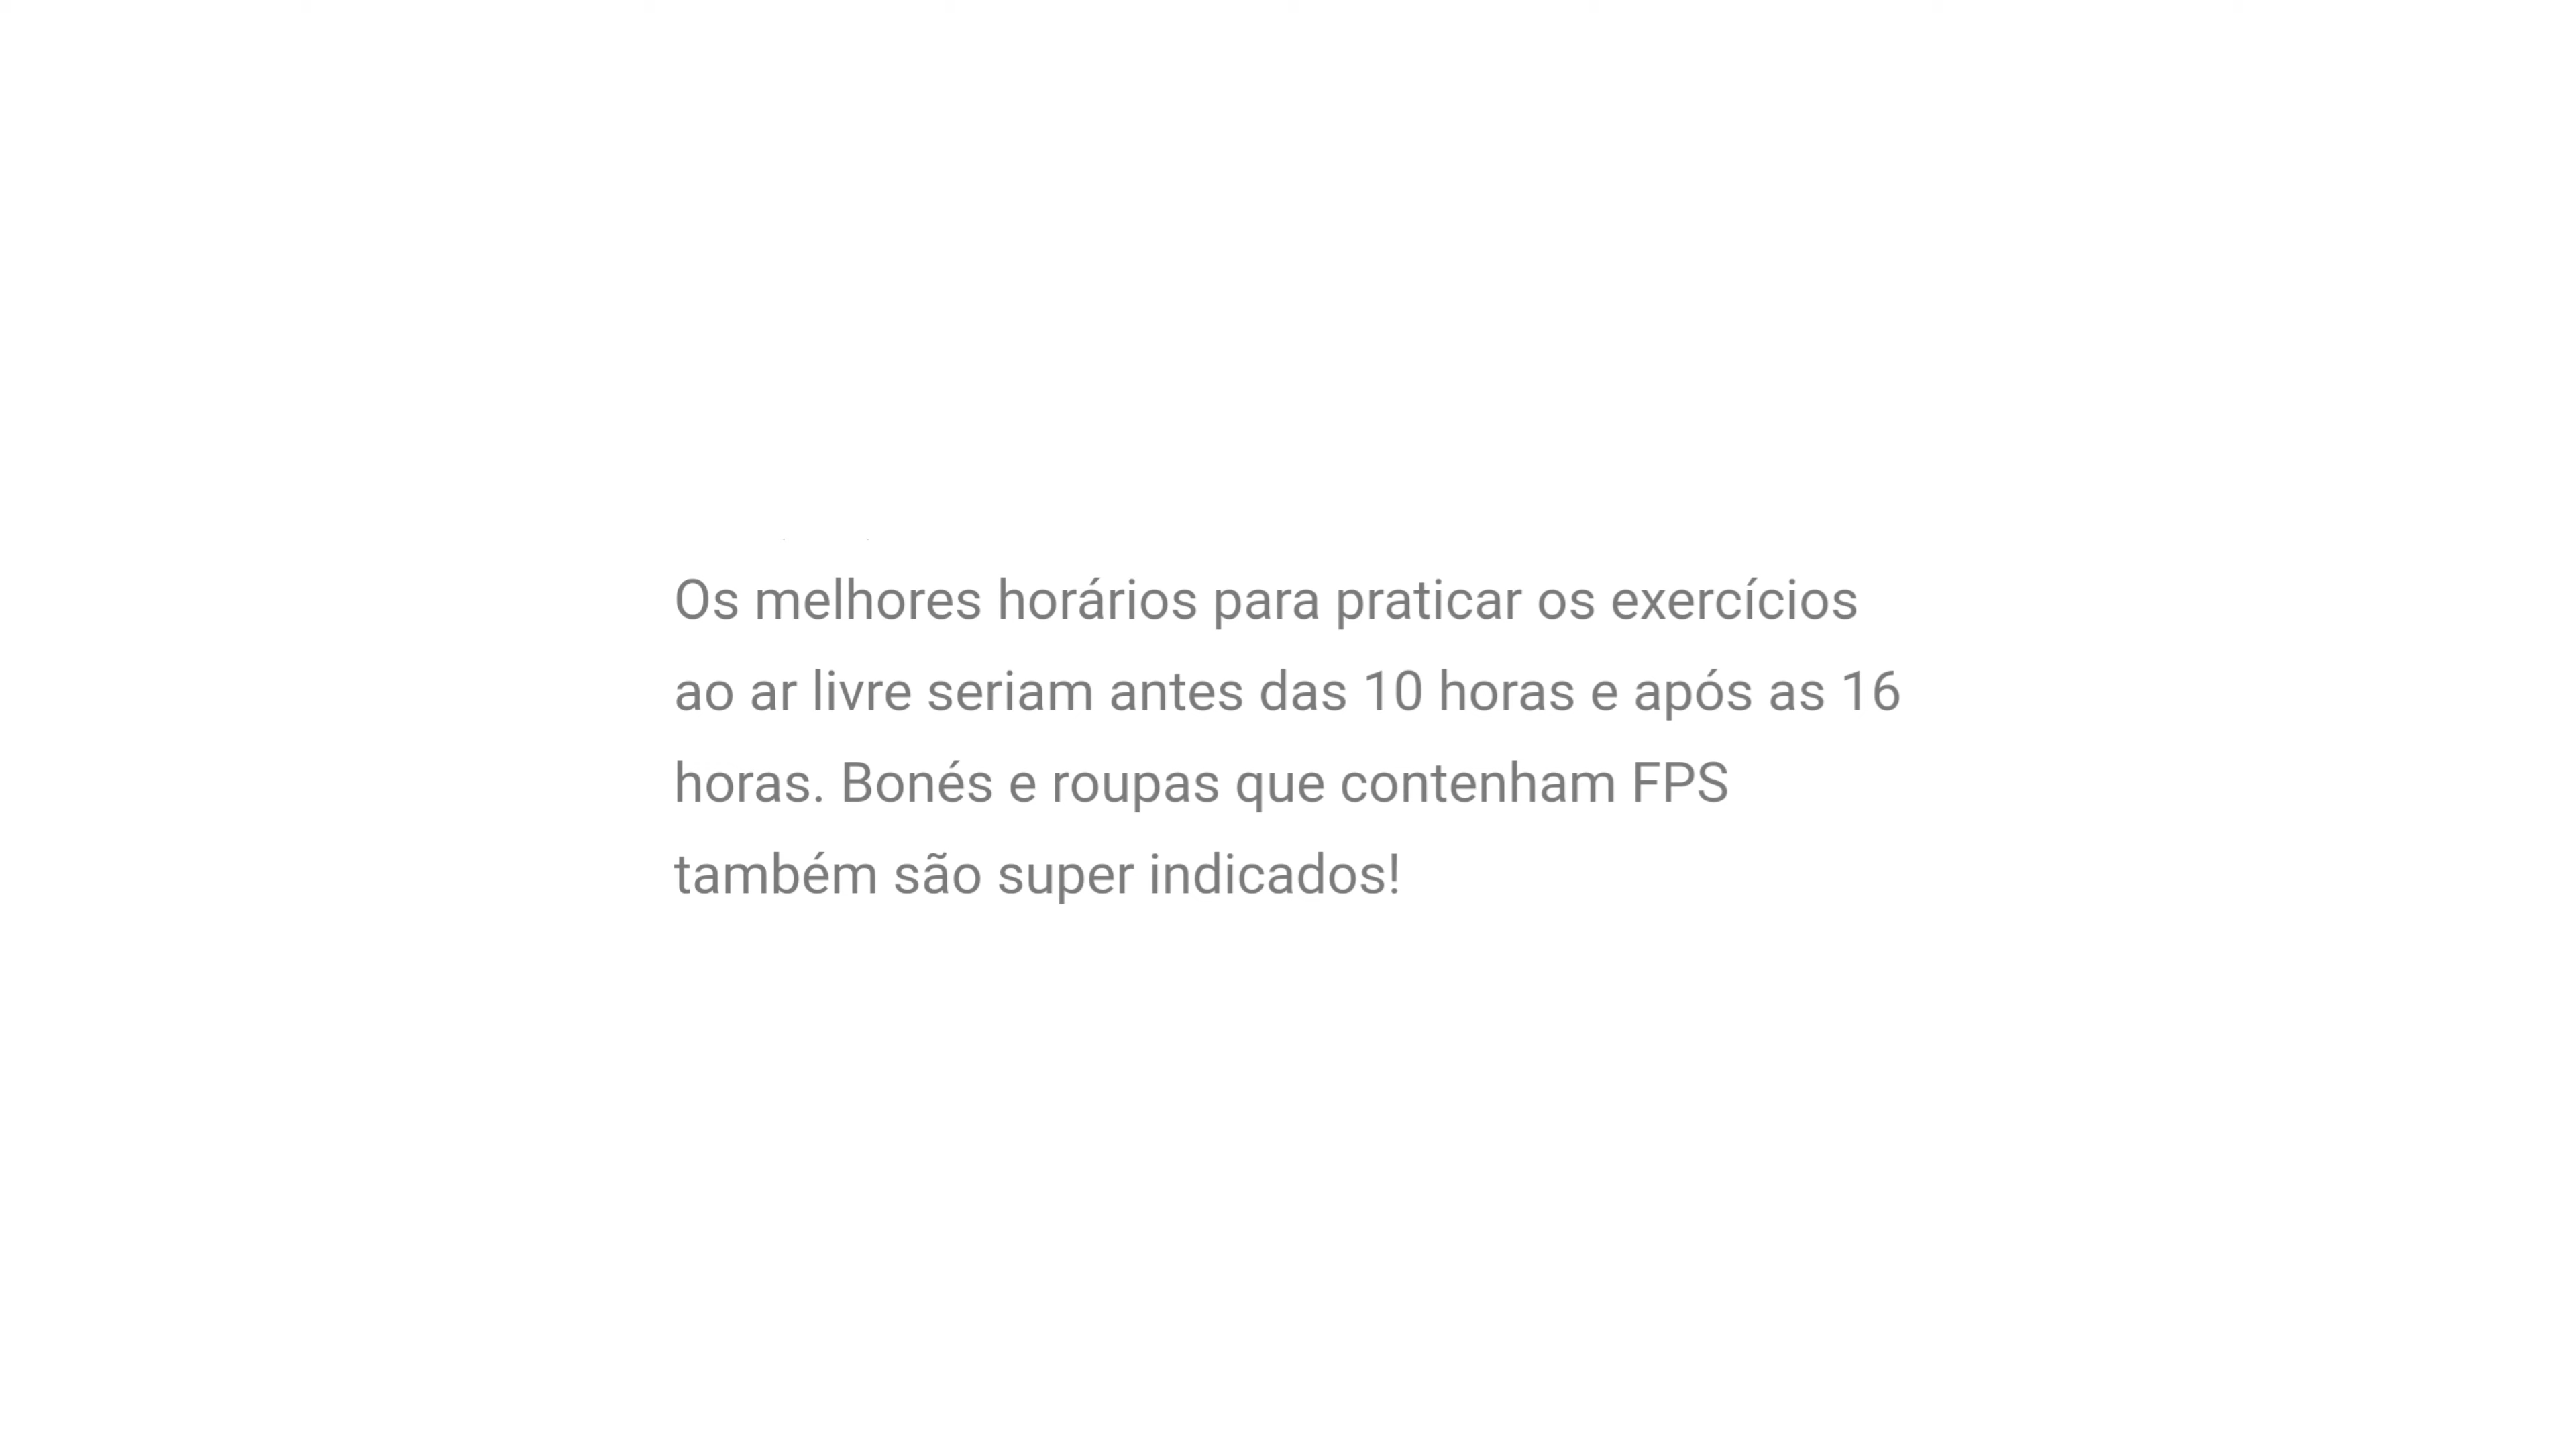 Os melhores horários para praticar os exercícios
ao ar livre seriam antes das 10 horas e após as 16
horas. Bonés e roupas que contenham FPS
também são super indicados!